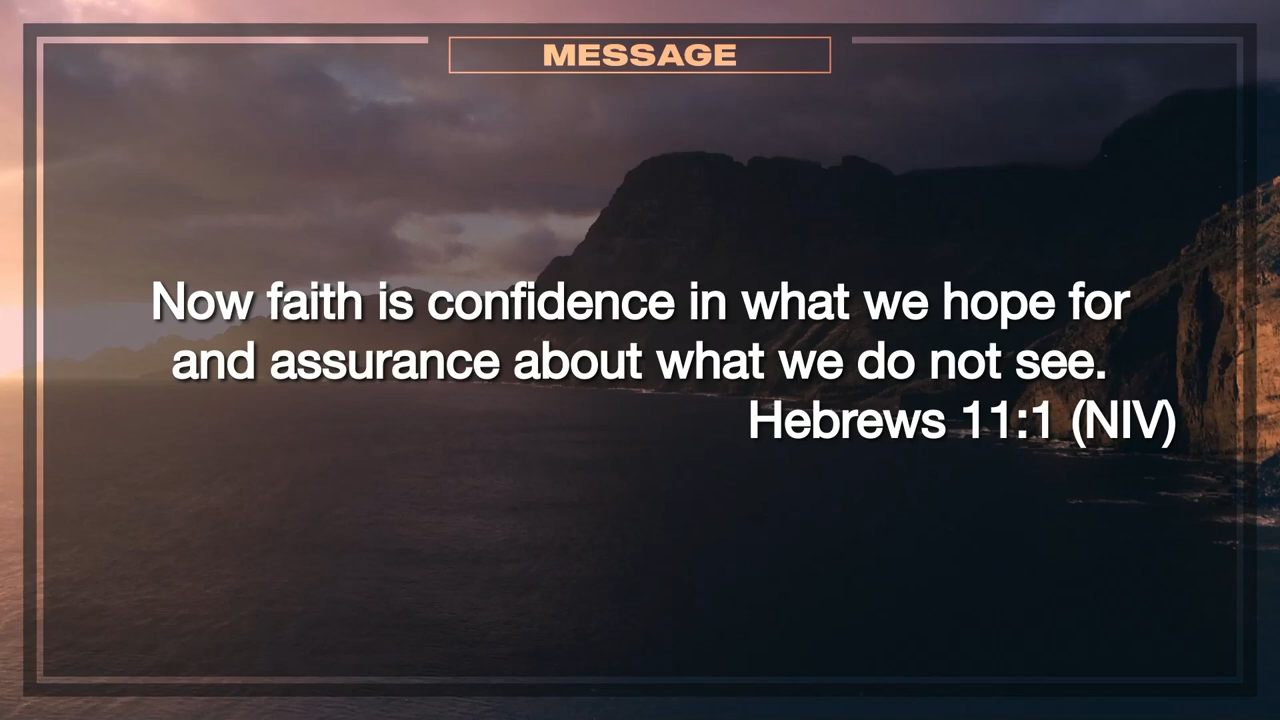 MESSAGE
Now faith is confidence in what we hope for
and assurance about what we do not see.
Hebrews 11:1 (NIV)